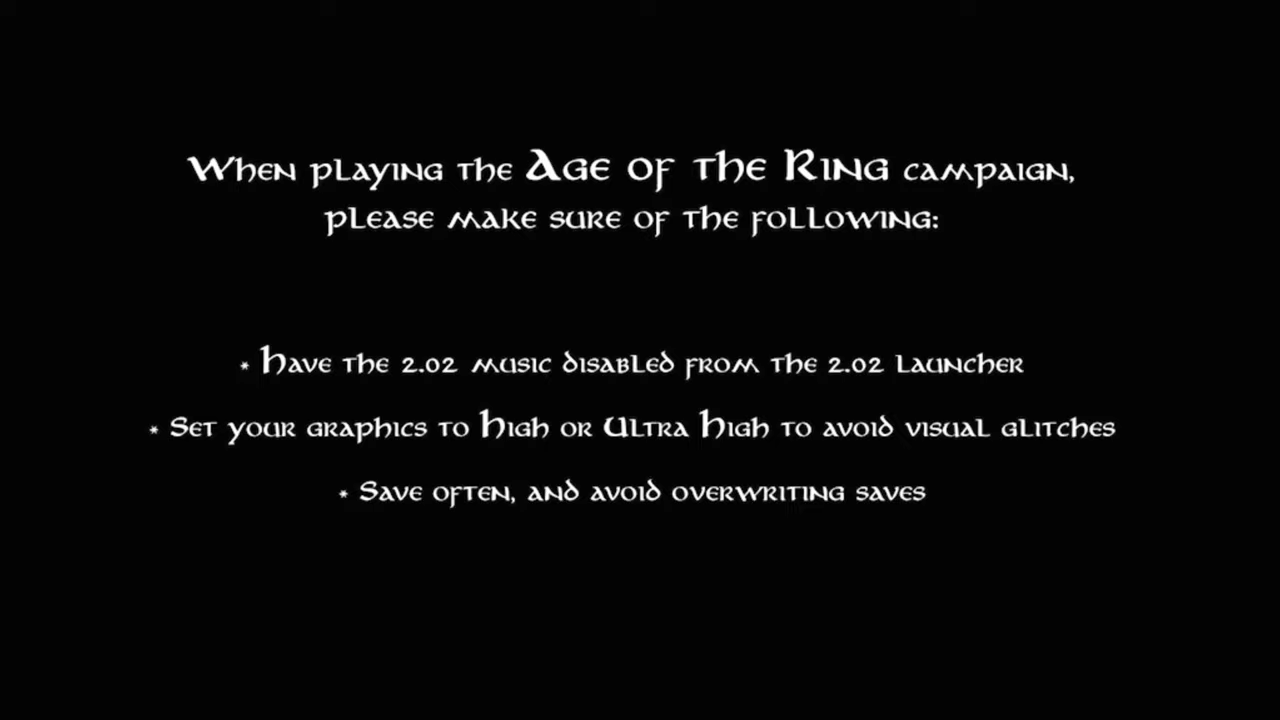 When playing the Age of the Ring campaign,
please make sure of the following:
* Have the 2.02 music disabled from the 2.02 launcher
* Set your graphics to High or Ultra High to avoid visual glitches
* Save often, and avoid overwriting saves